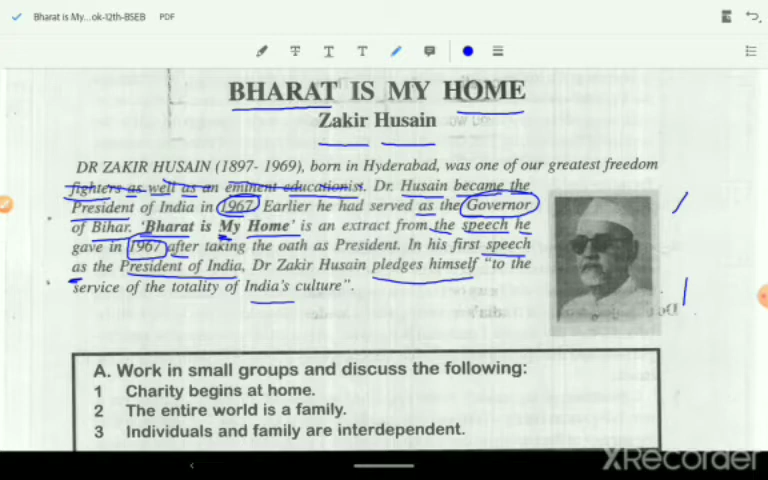 Bharat is My...ok-12th-BSEB PDF
BHARAT IS MY HOME
Zakir Husain
DR ZAKIR HUSAIN (1897- 1969), born in Hyderabad, was one of our greatest freedom
fighters as well as an eminent educationist. Dr. Husain became the
President of India in 1967. Earlier he had served as the Governor
of Bihar. 'Bharat is My Home' is an extract from the speech he
gave in 1967 after taking the oath as President. In his first speech
as the President of India, Dr Zakir Husain pledges himself "to the
service of the totality of India's culture".
A. Work in small groups and discuss the following:
1 Charity begins at home.
2 The entire world is a family.
3 Individuals and family are interdependent.
XRecorder